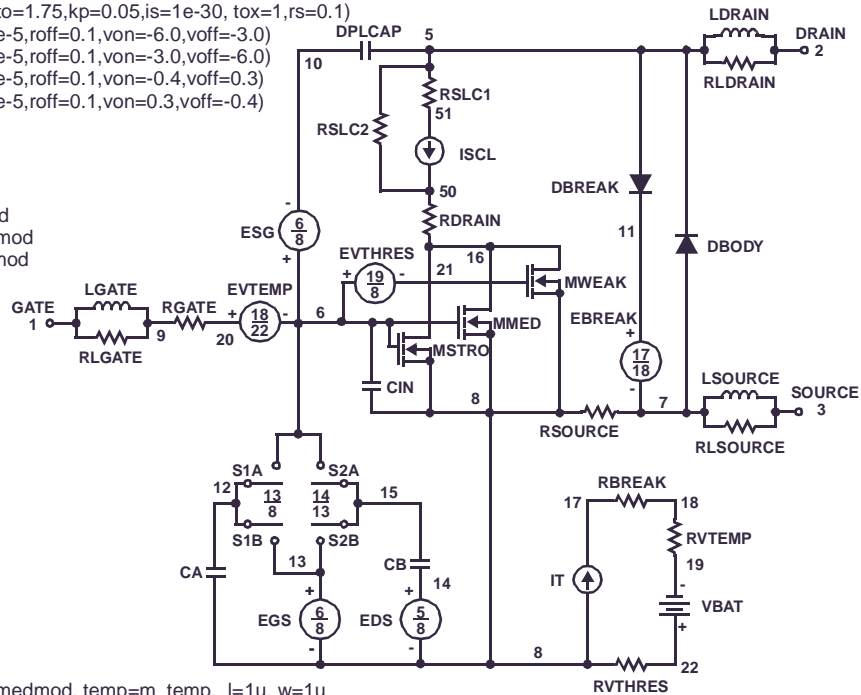 to=1.75,kp=0.05,is=1e-30, tox=1,rs=0.1)
e-5,roff=0.1,von=-6.0,voff=-3.0)
e-5,roff=0.1,von=-3.0,voff=-6.0)
e-5,roff=0.1,von=-0.4,voff=0.3)
e-5,roff=0.1,von=0.3,voff=-0.4)
d
mod
mod
LDRAIN
DPLCAP
5
DRAIN
2
10
RLDRAIN
RSLC1
51
RSLC2
ISCL
50
DBREAK
RDRAIN
-
ESG
6
8
+
11
DBODY
EVTHRES
16
+
19
8
-
21
MWEAK
LGATE
EVTEMP
GATE
1
RGATE
+
18
22
-
6
MMED
EBREAK
+
9
20
MSTRO
RLGATE
17
18
-
LSOURCE
CIN
8
7
SOURCE
3
RSOURCE
RLSOURCE
S1A
S2A
12
13
8
14
13
15
S1B
S2B
RBREAK
17
18
13
RVTEMP
CB
19
CA
14
IT
-
+
+
VBAT
EGS
6
8
EDS
5
8
+
-
-
8
22
RVTHRES
medmod temp=m_temp, l=1u, w=1u